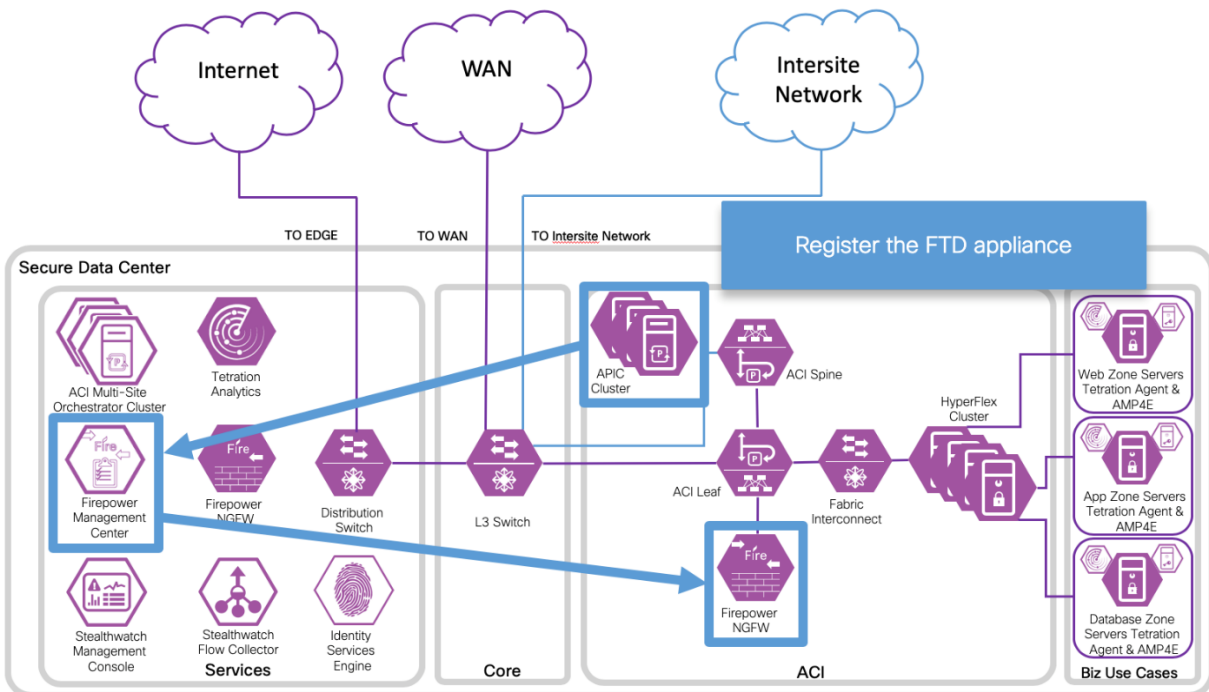 Internet
WAN
Intersite
Network
TO EDGE
TO WAN
TO Intersite Network
Register the FTD appliance
Secure Data Center
ACI Multi-Site
Orchestrator Cluster
Tetration
Analytics
APIC
Cluster
ACI Spine
HyperFlex
Cluster
Web Zone Servers
Tetration Agent &
AMP4E
Fire
Firepower
Management
Center
Fire
Firepower
NGFW
Distribution
Switch
L3 Switch
P
ACI Leaf
Fabric
Interconnect
App Zone Servers
Tetration Agent &
AMP4E
Fire
Firepower
NGFW
Stealthwatch
Management
Console
Stealthwatch
Flow Collector
Identity
Services
Engine
Database Zone
Servers Tetration
Agent & AMP4E
Services
Core
ACI
Biz Use Cases
P
P
P